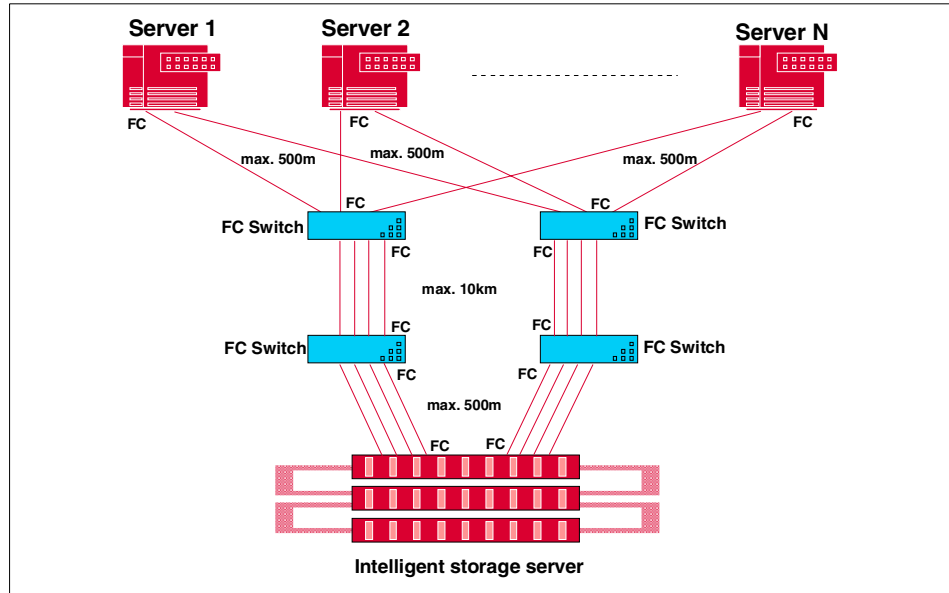 Server 1
Server 2
Server N
FC
FC
FC
max. 500m
max. 500m
max. 500m
FC
FC
FC Switch
FC Switch
FC
FC
max. 10km
FC
FC
FC Switch
FC Switch
FC
FC
max. 500m
FC
FC
Intelligent storage server